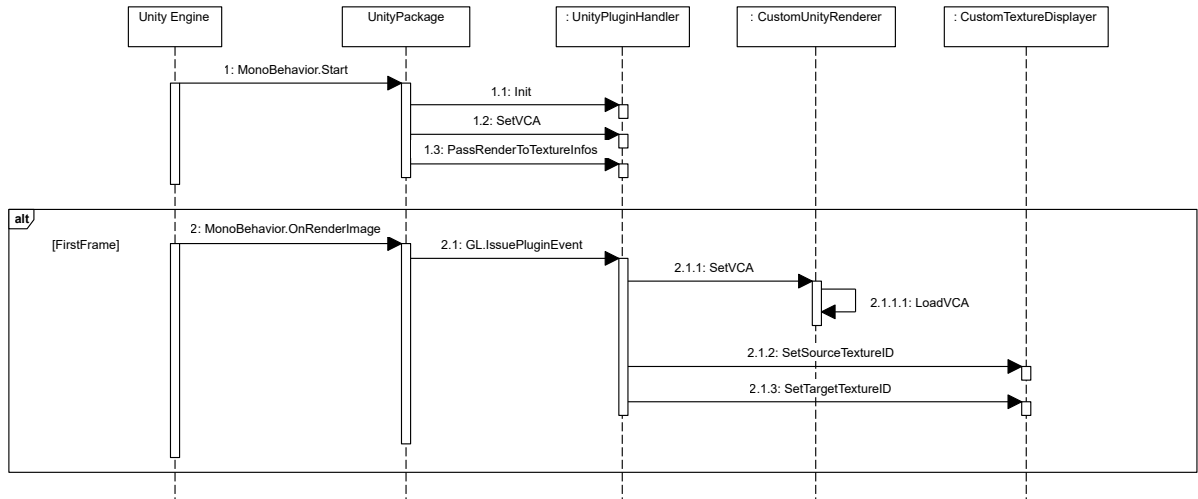 Unity Engine
UnityPackage
: UnityPluginHandler
: CustomUnityRenderer
: CustomTextureDisplayer
1: MonoBehavior.Start
1.1: Init
1.2: SetVCA
1.3: PassRenderToTextureInfos
alt
[FirstFrame]
2: MonoBehavior.OnRenderImage
2.1: GL.IssuePluginEvent
2.1.1: SetVCA
2.1.1.1: LoadVCA
2.1.2: SetSourceTextureID
2.1.3: SetTargetTextureID